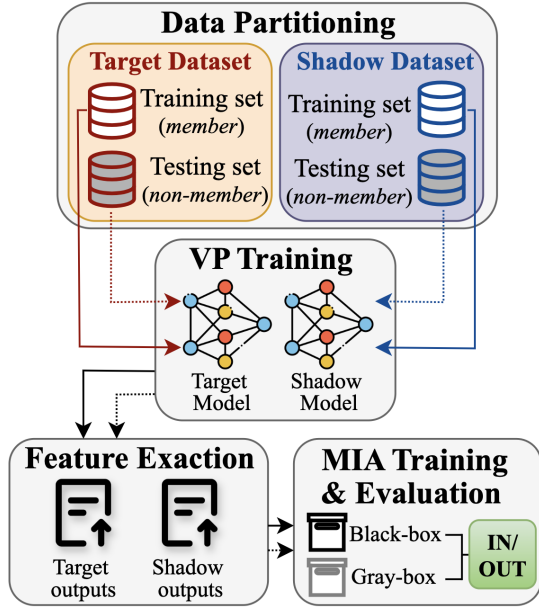 Data Partitioning
Target Dataset
Training set
(member)
Testing set
(non-member)
Shadow Dataset
Training set
(member)
Testing set
(non-member)
VP Training
Target
Model
Shadow
Model
Feature Exaction
Target
outputs
Shadow
outputs
MIA Training
& Evaluation
Black-box
Gray-box
IN/
OUT